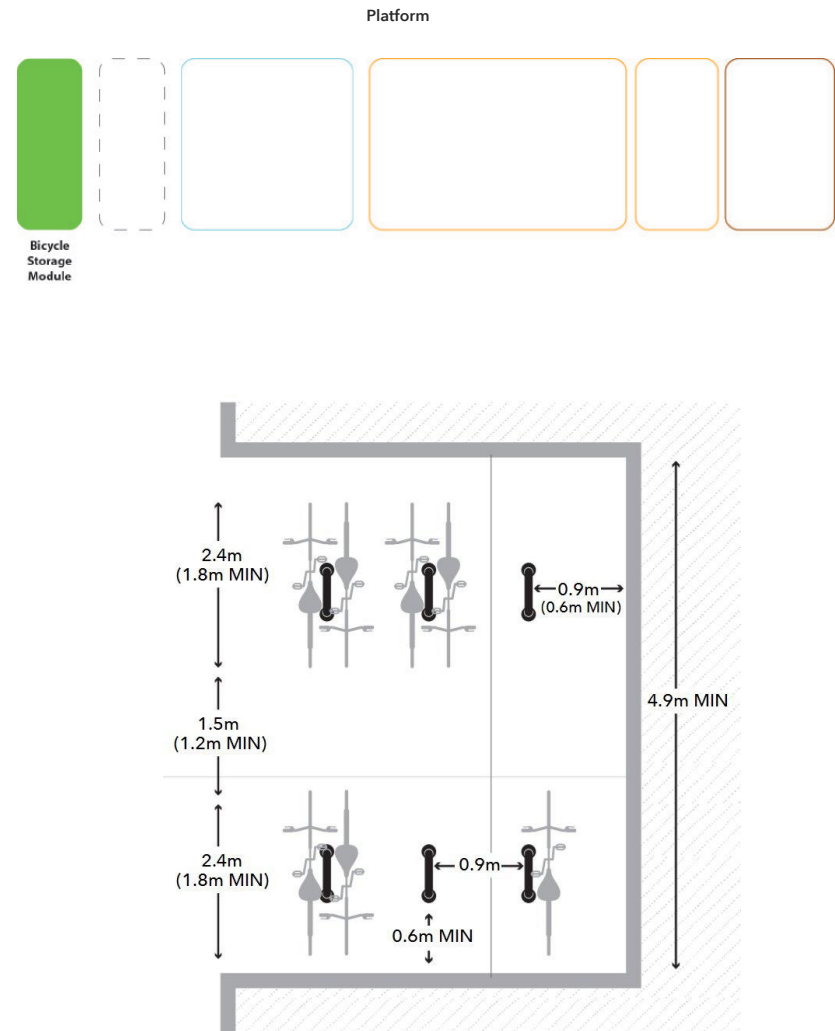 Platform
Bicycle
Storage
Module
2.4m
(1.8m MIN)
0.9m
(0.6m MIN)
4.9m MIN
1.5m
(1.2m MIN)
2.4m
(1.8m MIN)
0.9m
0.6m MIN